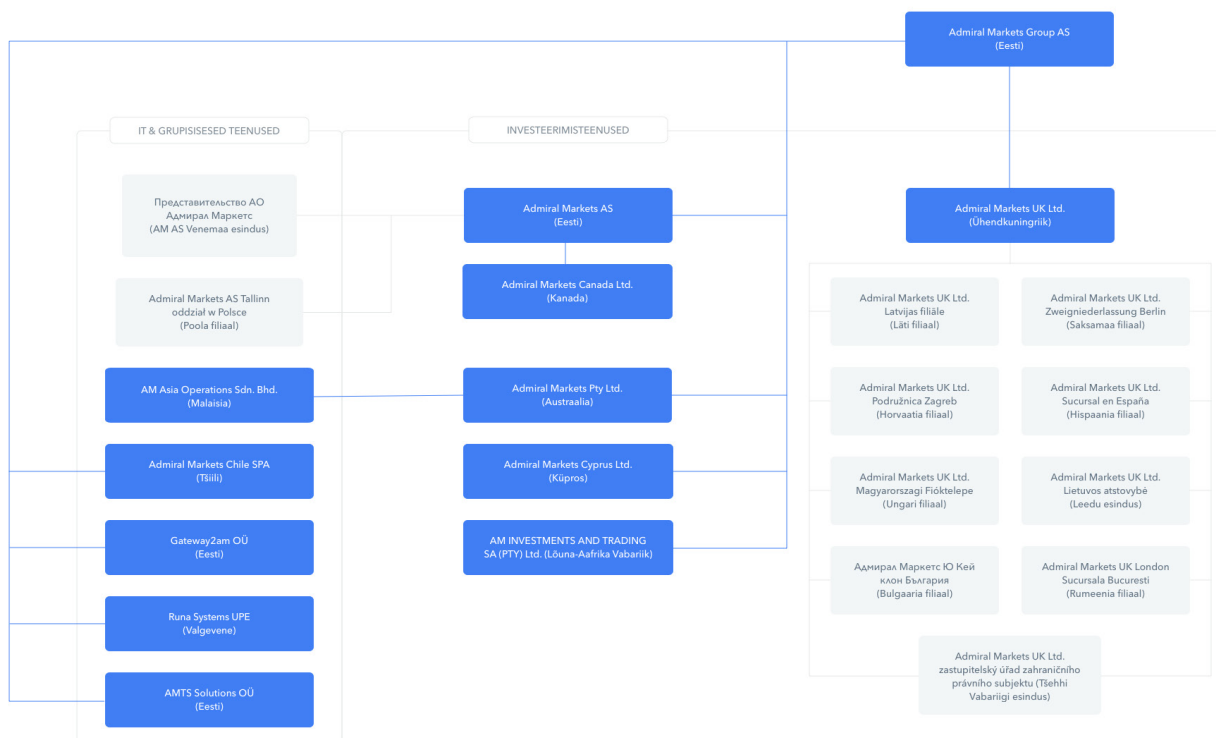 Admiral Markets Group AS
(Eesti)
IT & GRUPISISESED TEENUSED
INVESTEERIMISTEENUSED
Представительство АО
Адмирал Маркетс
(AM AS Venemaa esindus)
Admiral Markets AS
(Eesti)
Admiral Markets UK Ltd.
(Ühendkuningriik)
Admiral Markets AS Tallinn
oddział w Polsce
(Poola filiaal)
Admiral Markets Canada Ltd.
(Kanada)
Admiral Markets UK Ltd.
Latvijas filiāle
(Läti filiaal)
Admiral Markets UK Ltd.
Zweigniederlassung Berlin
(Saksamaa filiaal)
AM Asia Operations Sdn. Bhd.
(Malaisia)
Admiral Markets Pty Ltd.
(Austraalia)
Admiral Markets UK Ltd.
Podružnica Zagreb
(Horvaatia filiaal)
Admiral Markets UK Ltd.
Sucursal en España
(Hispaania filiaal)
Admiral Markets Chile SPA
(Tšiili)
Admiral Markets Cyprus Ltd.
(Küpros)
Admiral Markets UK Ltd.
Magyarországi Fióktelepe
(Ungari filiaal)
Admiral Markets UK Ltd.
Lietuvos atstovybė
(Leedu esindus)
Gateway2am OÜ
(Eesti)
AM INVESTMENTS AND TRADING
SA (PTY) Ltd. (Lõuna-Aafrika Vabariik)
Адмирал Маркетс Ю Кей
клон България
(Bulgaaria filiaal)
Admiral Markets UK London
Sucursala Bucuresti
(Rumeenia filiaal)
Runa Systems UPE
(Valgevene)
Admiral Markets UK Ltd.
zastupitelský úřad zahraničního
právního subjektu (Tšehhi
Vabariigi esindus)
AMTS Solutions OÜ
(Eesti)